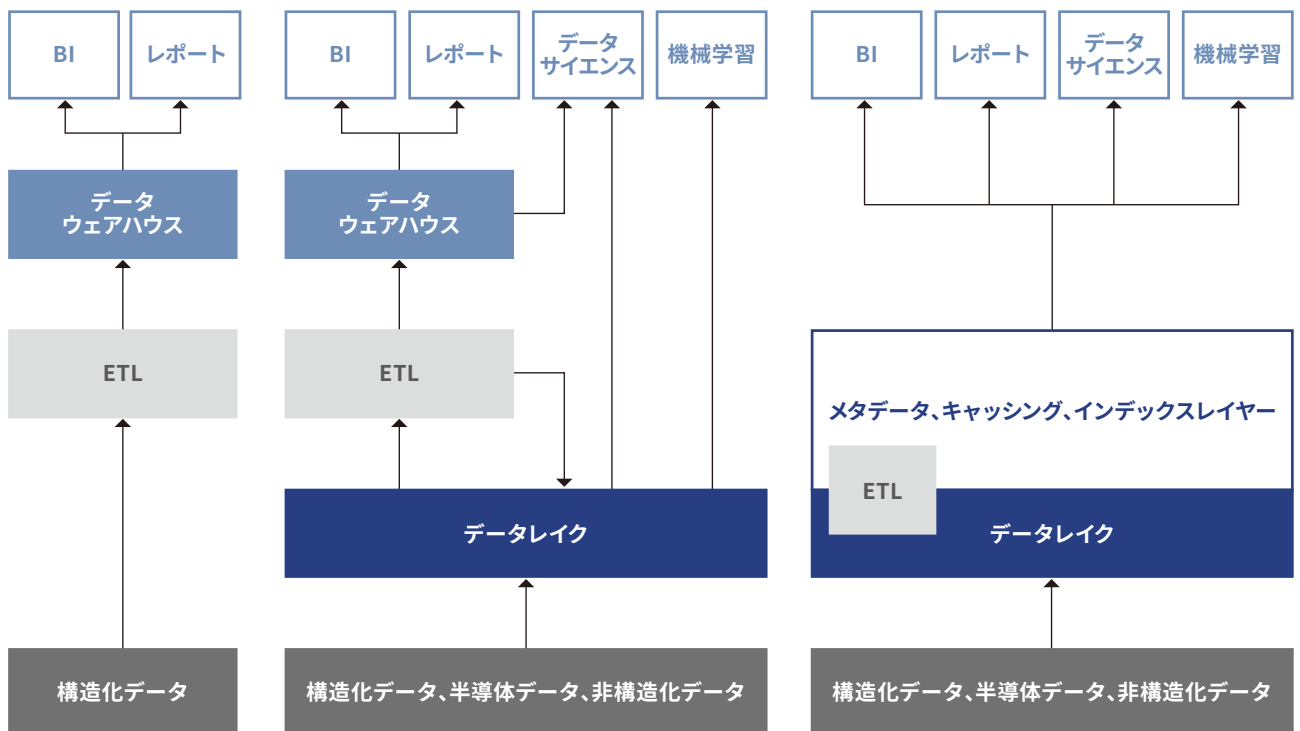 BI
レポート
データ
ウェアハウス
ETL
構造化データ
BI
レポート
データ
サイエンス
機械学習
データ
ウェアハウス
ETL
データレイク
構造化データ、半導体データ、非構造化データ
BI
レポート
データ
サイエンス
機械学習
メタデータ、キャッシング、インデックスレイヤー
ETL
データレイク
構造化データ、半導体データ、非構造化データ